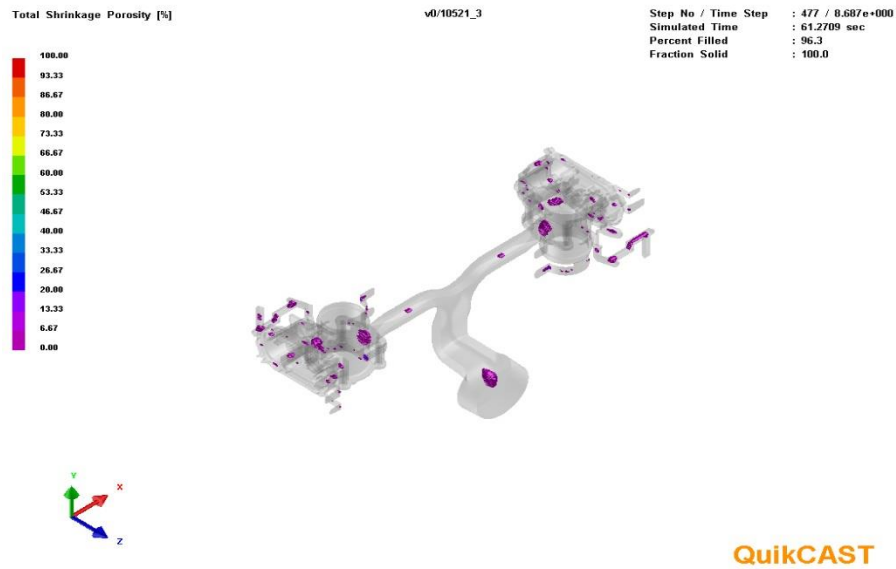 Total Shrinkage Porosity [%]
v0/10521_3
Step No / Time Step : 477 / 8.687e+000
Simulated Time : 61.2709 sec
Percent Filled : 96.3
Fraction Solid : 100.0
100.00
93.33
86.67
80.00
73.33
66.67
60.00
53.33
46.67
40.00
33.33
26.67
20.00
13.33
6.67
0.00
Y
X
Z
QuikCAST